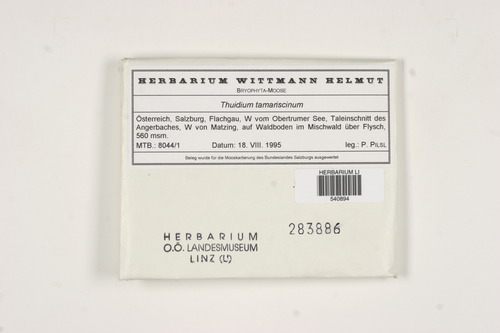 HERBARIUM WITTMANN HELMUT
BRYOPHYTA-MOOSE
Thuidium tamariscinum
Österreich, Salzburg, Flachgau, W vom Obertrumer See, Taleinschnitt des
Angerbaches, W von Matzing, auf Waldboden im Mischwald über Flysch,
560 msm.
MTB.: 8044/1 Datum: 18. VIII. 1995 leg.: P. PILSL
Beleg wurde für die Mooskartierung des Bundeslandes Salzburgs ausgewertet
HERBARIUM LI
540894
283886
HERBARIUM
O.Ö. LANDESMUSEUM
LINZ (LI)